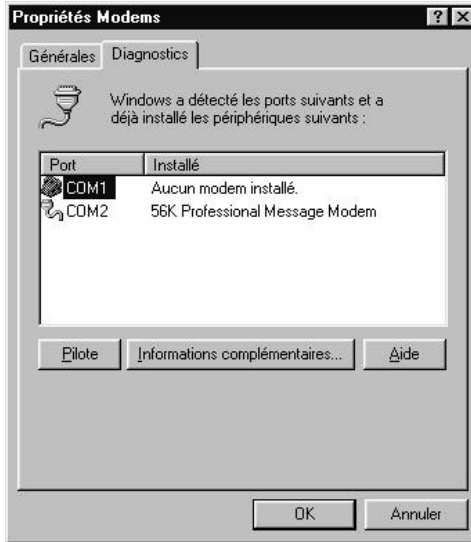 Propriétés Modems
Générales Diagnostics
Windows a détecté les ports suivants et a
déjà installé les périphériques suivants :
Port Installé
COM1 Aucun modem installé.
COM2 56K Professional Message Modem
Pilote Informations complémentaires... Aide
OK Annuler